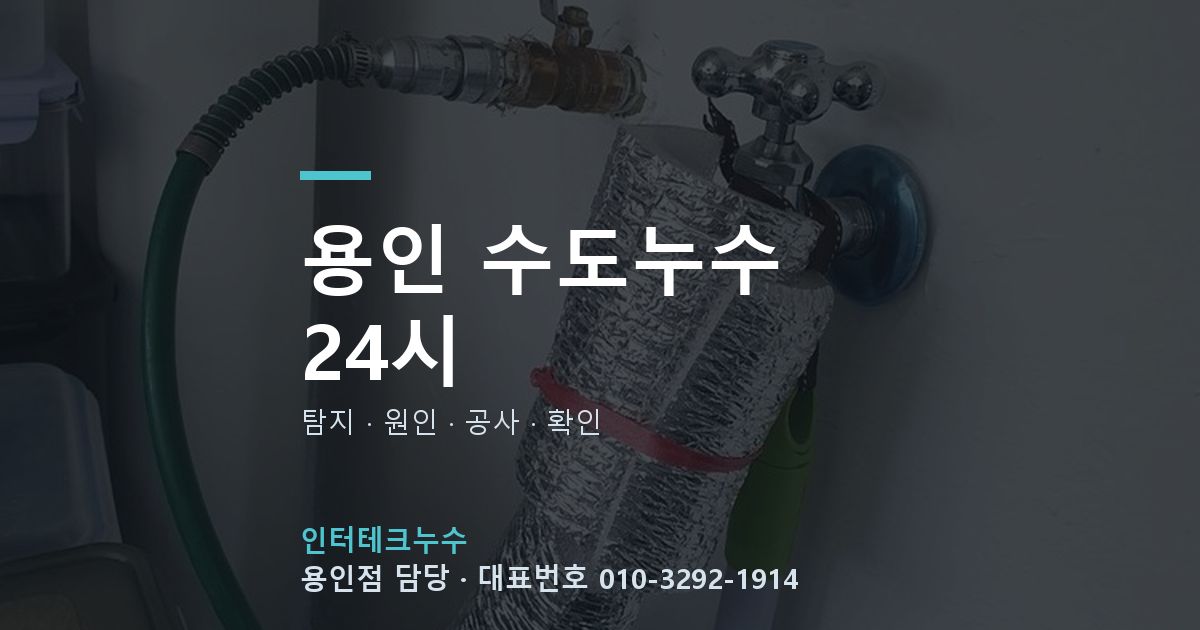 용인 수도누수
24시
탐지 · 원인 · 공사 · 확인
인터테크누수
용인점 담당 · 대표번호 010-3292-1914